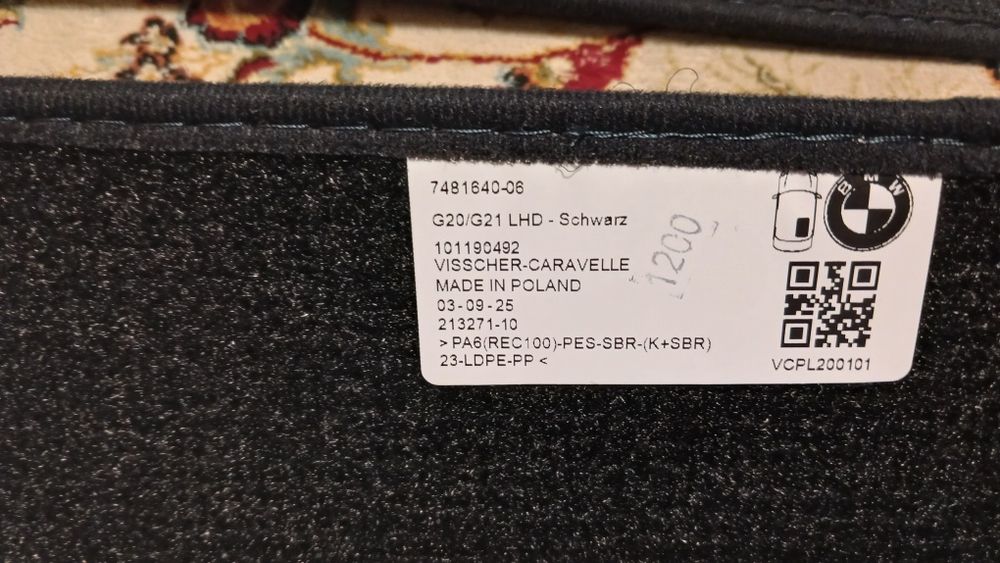 7481640-06
G20/G21 LHD - Schwarz
101190492
VISSCHER-CARAVELLE
MADE IN POLAND
03-09-25
213271-10
>PA6(REC100)-PES-SBR-(K+SBR)
23-LDPE-PP<
1200
BMW
VCPL200101